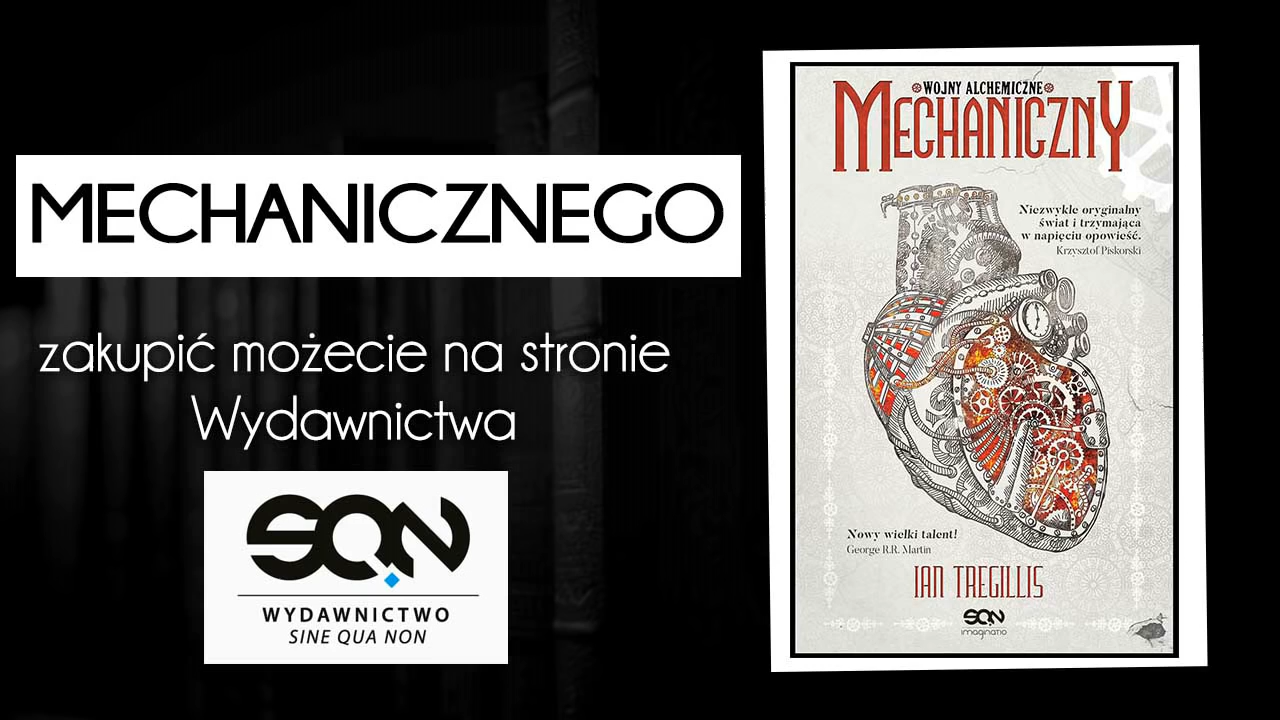 MECHANICZNEGO
zakupić możecie na stronie
Wydawnictwa
SQN
WYDAWNICTWO
SINE QUA NON
WOJNY ALCHEMICZNE
MECHANICZNY
Niezwykle oryginalny
świat i trzymająca
w napięciu opowieść.
Krzysztof Piskorski
Nowy wielki talent!
George R.R. Martin
IAN TREGILLIS
SQN
imaginatio